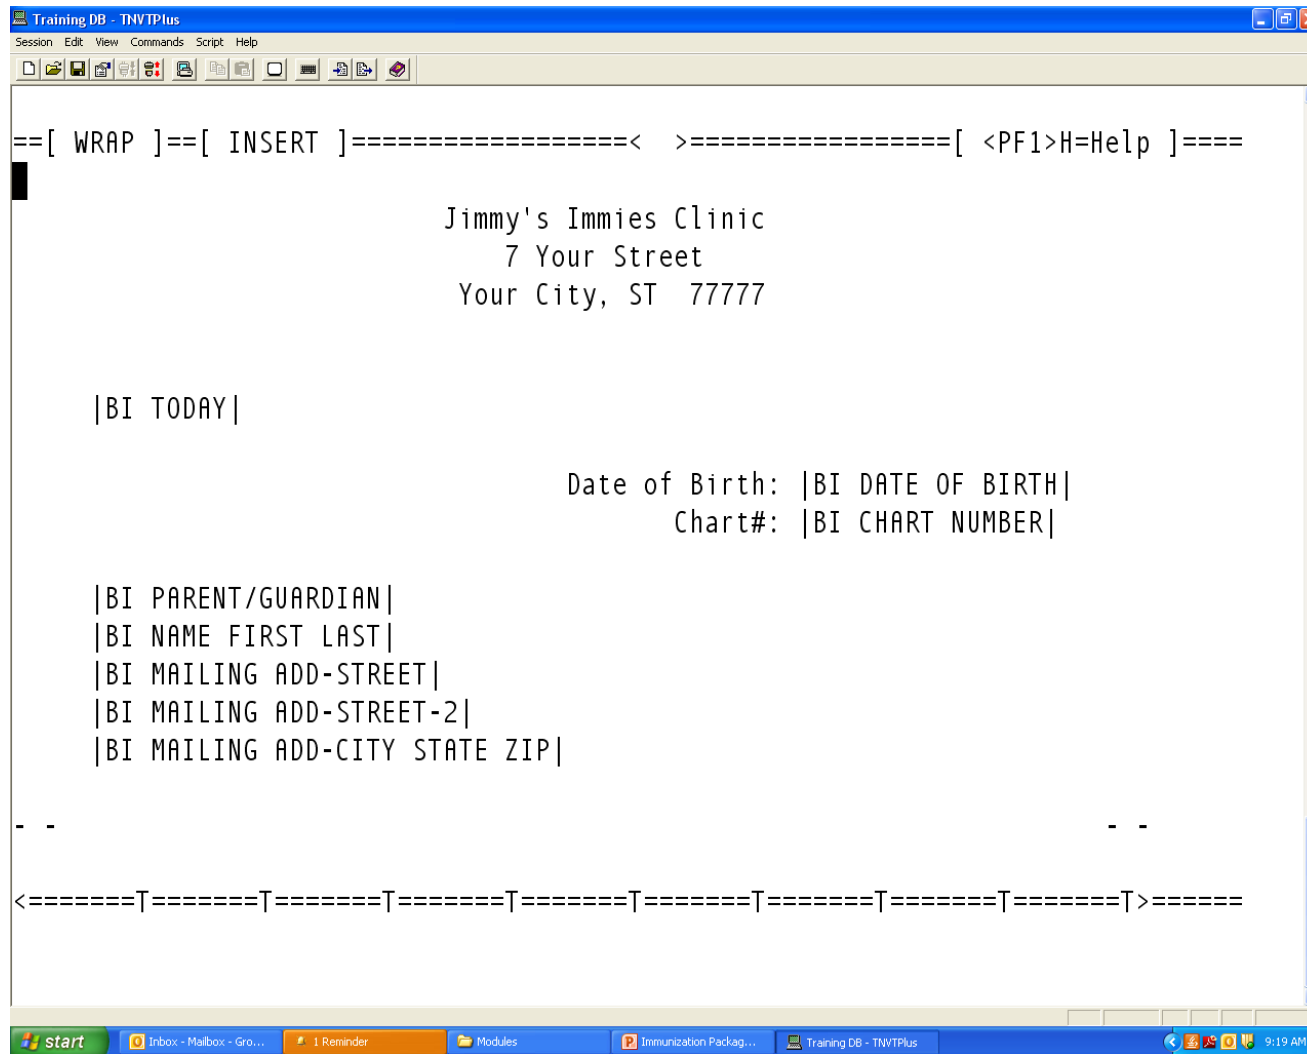 Training DB - TNVTPlus
Session Edit View Commands Script Help
==[ WRAP ]==[ INSERT ]==================< >=================[ <PF1>H=Help ]====
Jimmy's Immies Clinic
7 Your Street
Your City, ST 77777
|BI TODAY|
Date of Birth: |BI DATE OF BIRTH|
Chart#: |BI CHART NUMBER|
|BI PARENT/GUARDIAN|
|BI NAME FIRST LAST|
|BI MAILING ADD-STREET|
|BI MAILING ADD-STREET-2|
|BI MAILING ADD-CITY STATE ZIP|
- - - -
<=======T=======T=======T=======T=======T=======T=======T=======T=======T>======
start Inbox - Mailbox - Gro... 1 Reminder Modules Immunization Packag... Training DB - TNVTPlus 9:19 AM